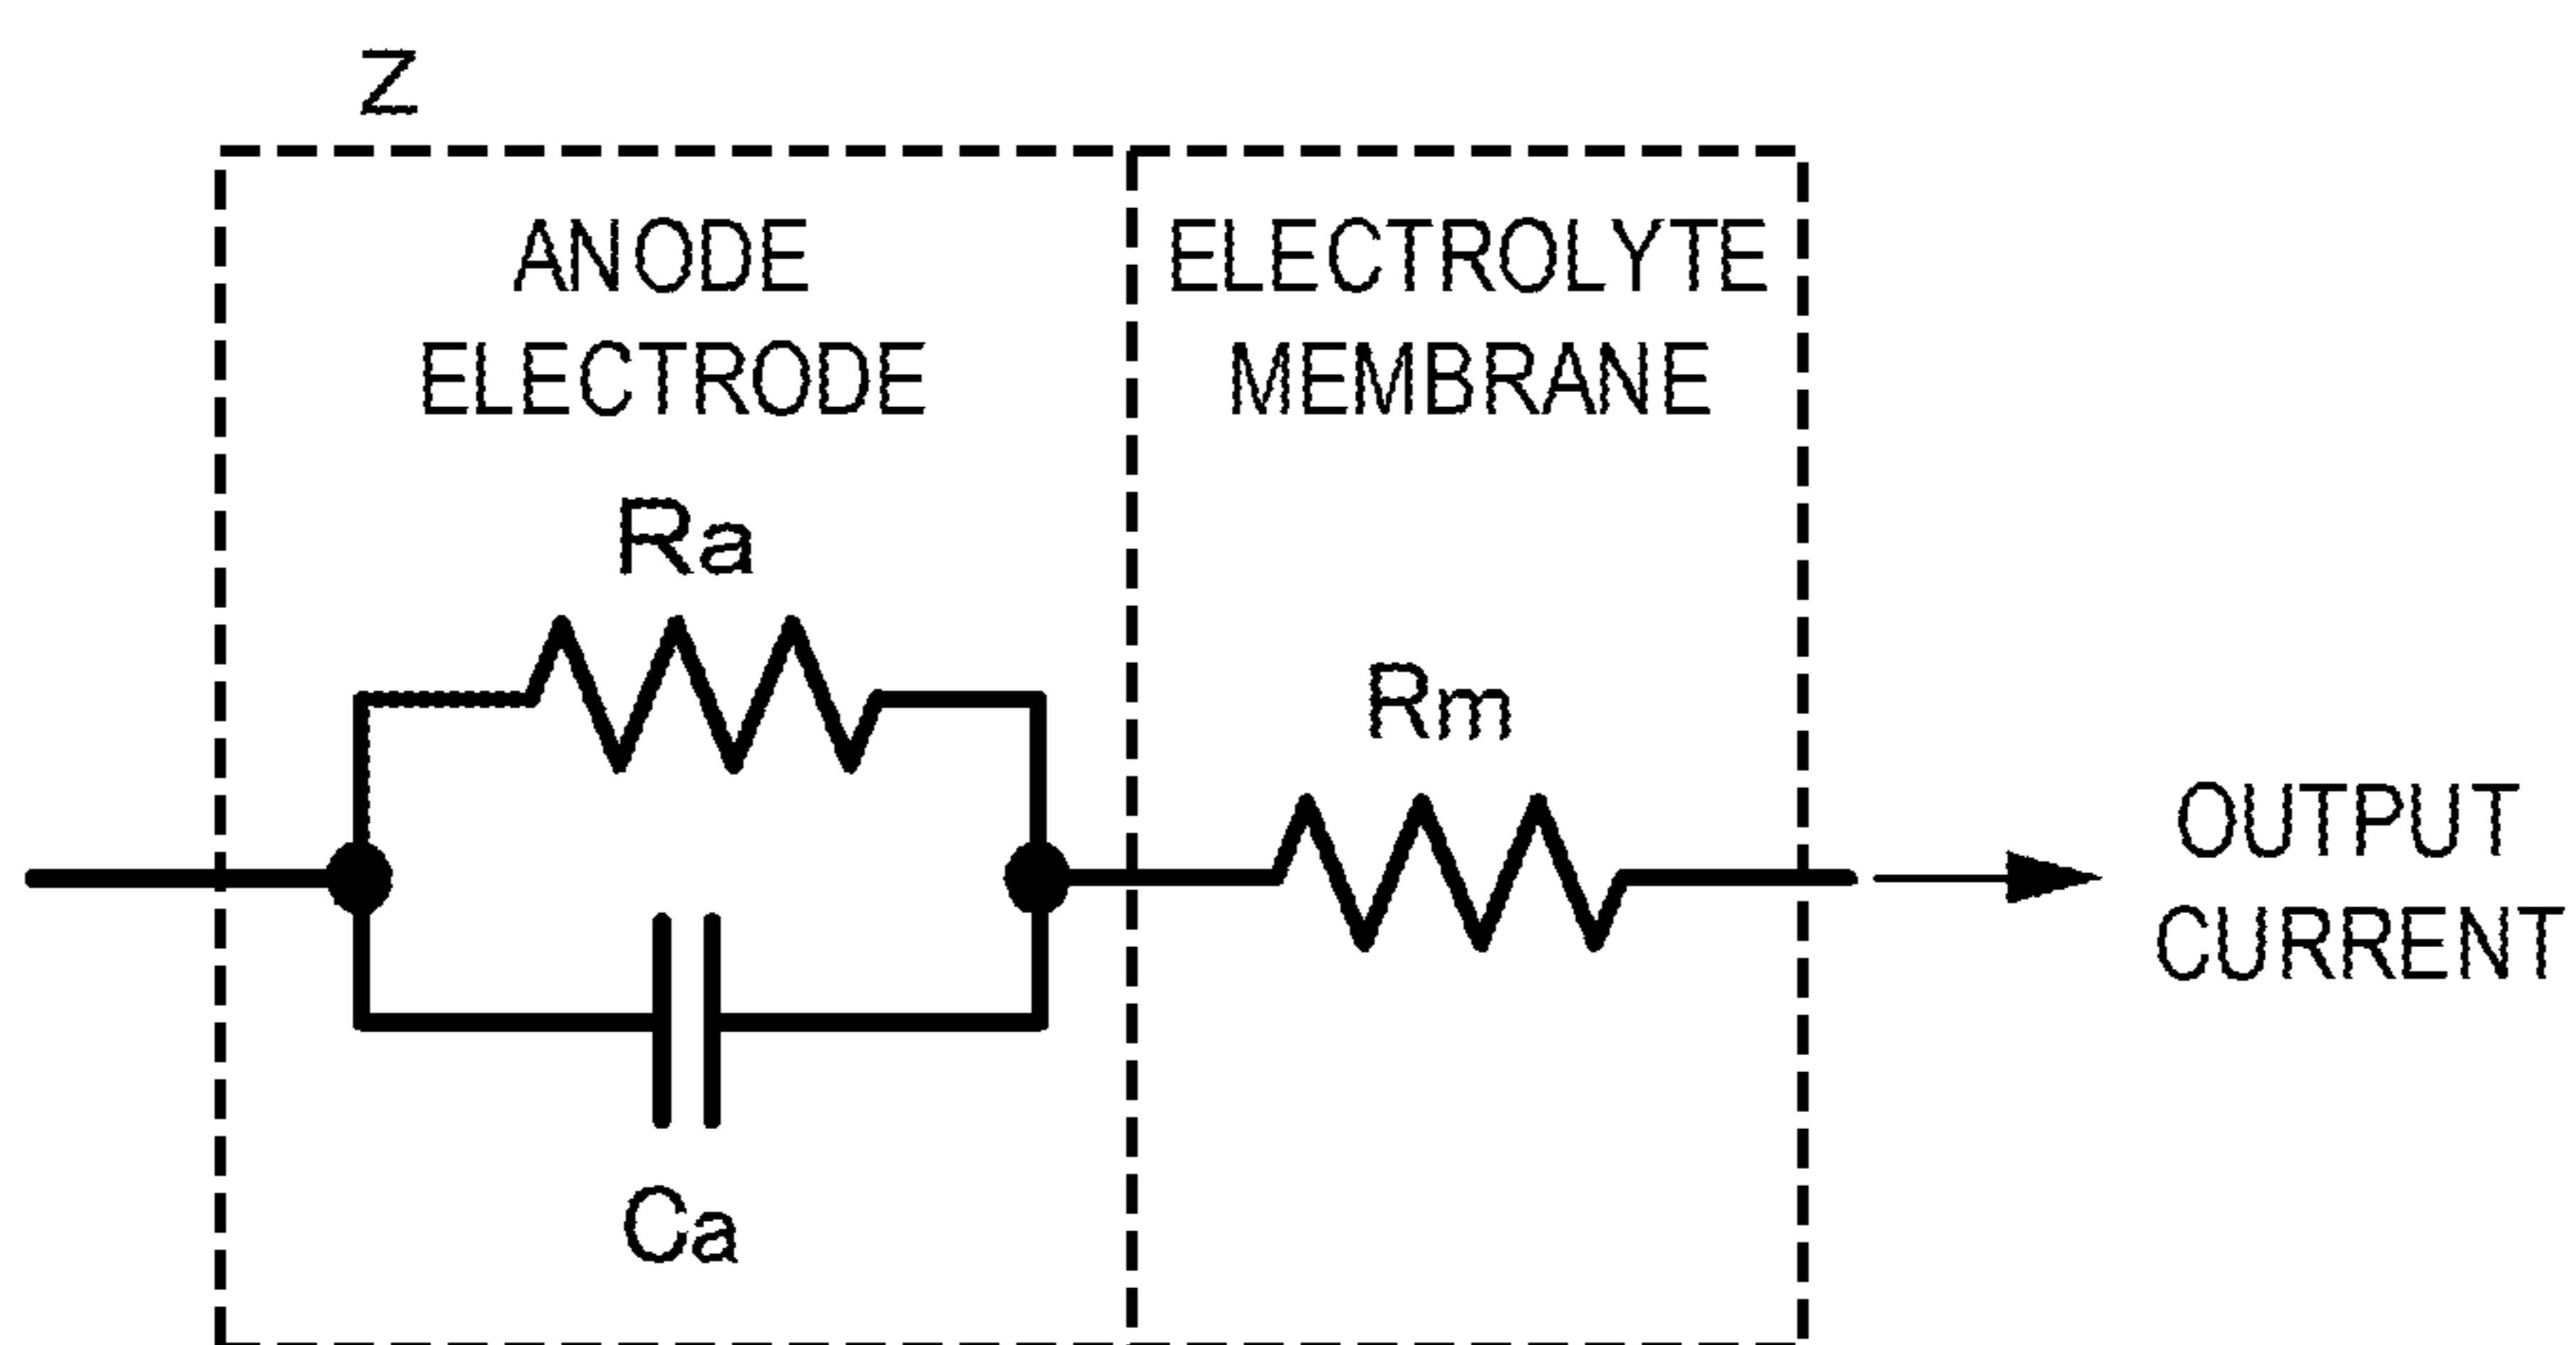 Z
ANODE
ELECTRODE
ELECTROLYTE
MEMBRANE
Ra
Rm
Ca
OUTPUT
CURRENT